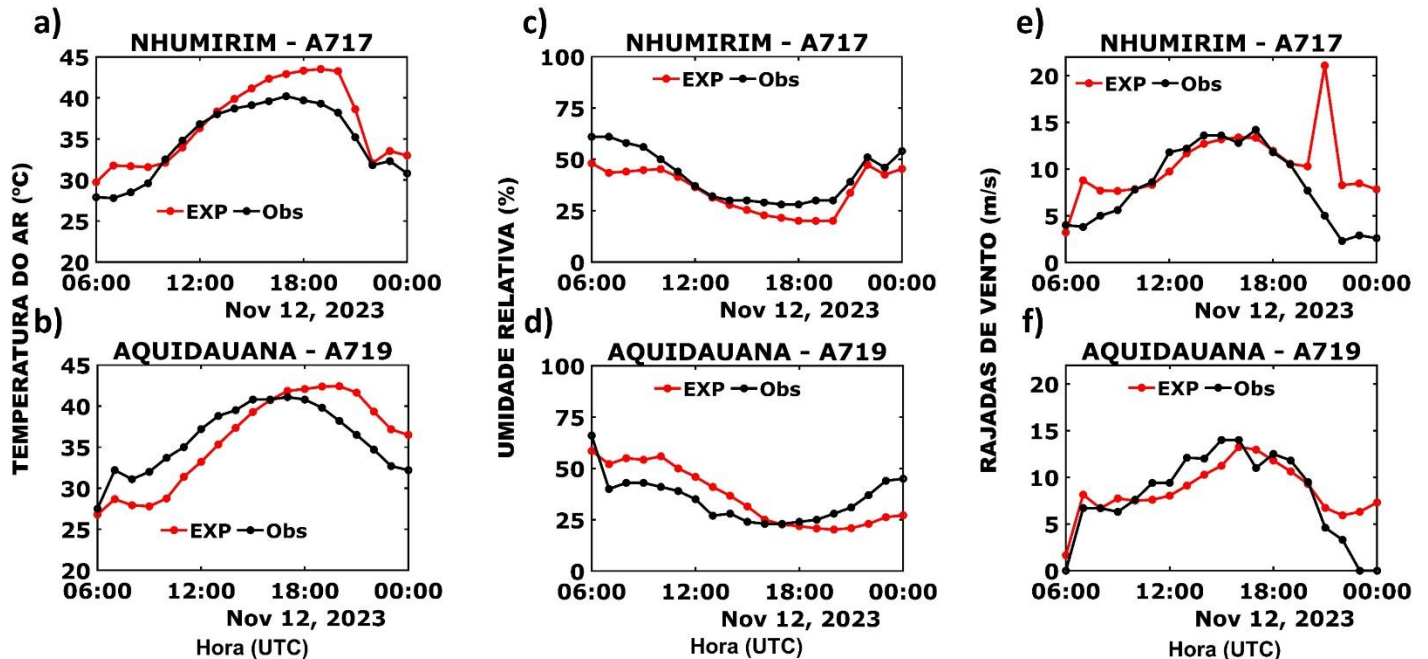 a)
NHUMIRIM - A717
TEMPERATURA DO AR (°C)
45
40
35
30
25
20
EXP Obs
06:00 12:00 18:00 00:00
Nov 12, 2023
b)
AQUIDAUANA - A719
45
40
35
30
25
20
EXP Obs
06:00 12:00 18:00 00:00
Nov 12, 2023
Hora (UTC)
c)
NHUMIRIM - A717
UMIDADE RELATIVA (%)
100
75
50
25
0
EXP Obs
06:00 12:00 18:00 00:00
Nov 12, 2023
d)
AQUIDAUANA - A719
100
75
50
25
0
EXP Obs
06:00 12:00 18:00 00:00
Nov 12, 2023
Hora (UTC)
e)
NHUMIRIM - A717
RAJADAS DE VENTO (m/s)
20
15
10
5
0
EXP Obs
06:00 12:00 18:00 00:00
Nov 12, 2023
f)
AQUIDAUANA - A719
20
15
10
5
0
EXP Obs
06:00 12:00 18:00 00:00
Nov 12, 2023
Hora (UTC)